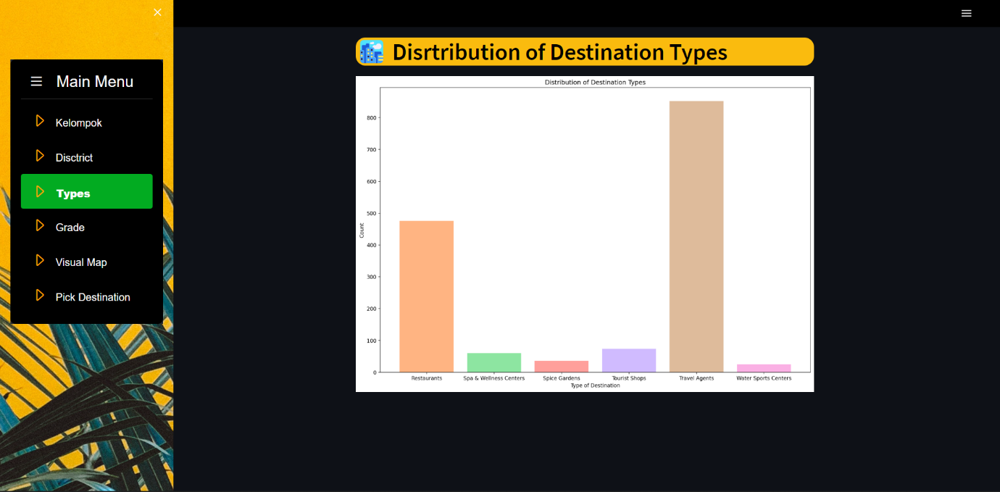 Main Menu
Kelompok
Disctrict
Types
Grade
Visual Map
Pick Destination
Disrtribution of Destination Types
Distribution of Destination Types
800
700
600
500
400
300
200
100
0
Count
Restaurants Spa & Wellness Centers Spice Gardens Tourist Shops Travel Agents Water Sports Centers
Type of Destination